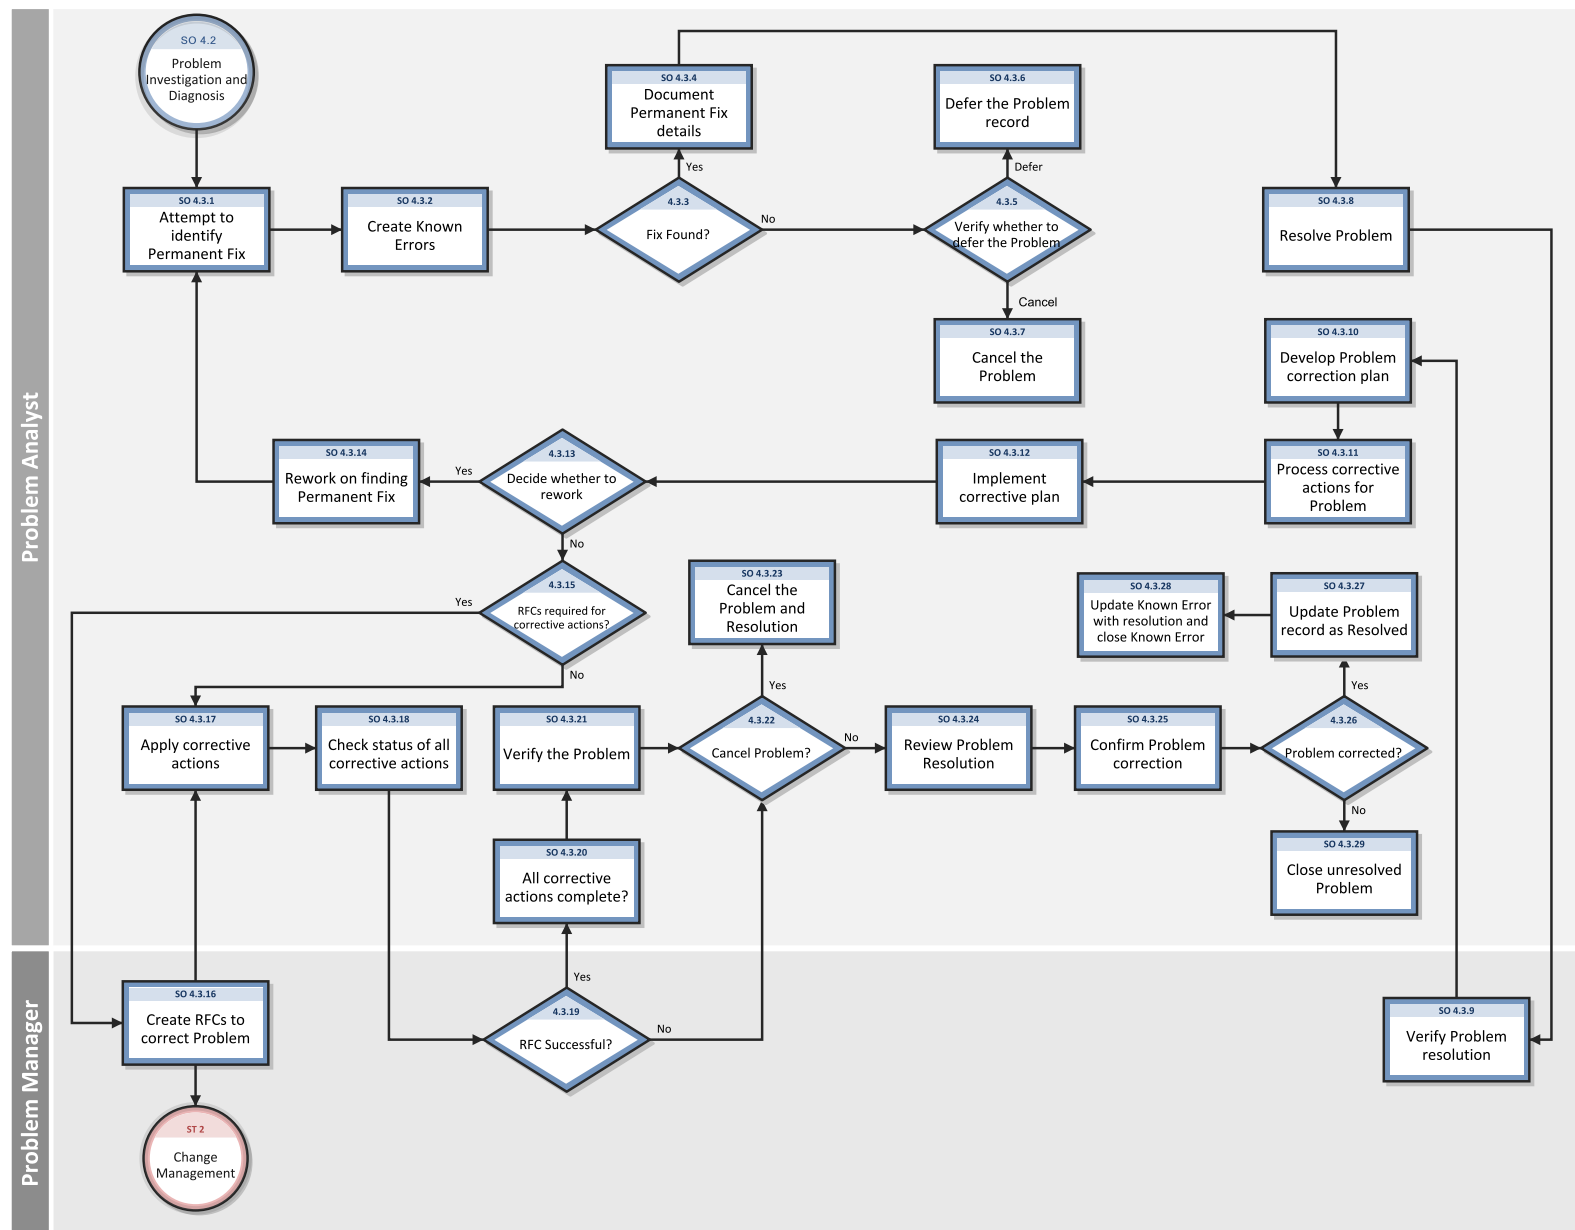 Problem Analyst
SO 4.2
Problem
Investigation and
Diagnosis
SO 4.3.1
Attempt to
identify
Permanent Fix
SO 4.3.2
Create Known
Errors
4.3.3
Fix Found?
Yes
No
SO 4.3.4
Document
Permanent Fix
details
4.3.5
Verify whether to
defer the Problem
Defer
Cancel
SO 4.3.6
Defer the Problem
record
SO 4.3.7
Cancel the
Problem
SO 4.3.8
Resolve Problem
SO 4.3.10
Develop Problem
correction plan
SO 4.3.11
Process corrective
actions for
Problem
SO 4.3.12
Implement
corrective plan
4.3.13
Decide whether to
rework
Yes
No
SO 4.3.14
Rework on finding
Permanent Fix
4.3.15
RFCs required for
corrective actions?
Yes
No
SO 4.3.17
Apply corrective
actions
SO 4.3.18
Check status of all
corrective actions
SO 4.3.20
All corrective
actions complete?
SO 4.3.21
Verify the Problem
4.3.22
Cancel Problem?
Yes
No
SO 4.3.23
Cancel the
Problem and
Resolution
SO 4.3.24
Review Problem
Resolution
SO 4.3.25
Confirm Problem
correction
4.3.26
Problem corrected?
Yes
No
SO 4.3.27
Update Problem
record as Resolved
SO 4.3.28
Update Known Error
with resolution and
close Known Error
SO 4.3.29
Close unresolved
Problem
Problem Manager
SO 4.3.16
Create RFCs to
correct Problem
ST 2
Change
Management
4.3.19
RFC Successful?
Yes
No
SO 4.3.9
Verify Problem
resolution